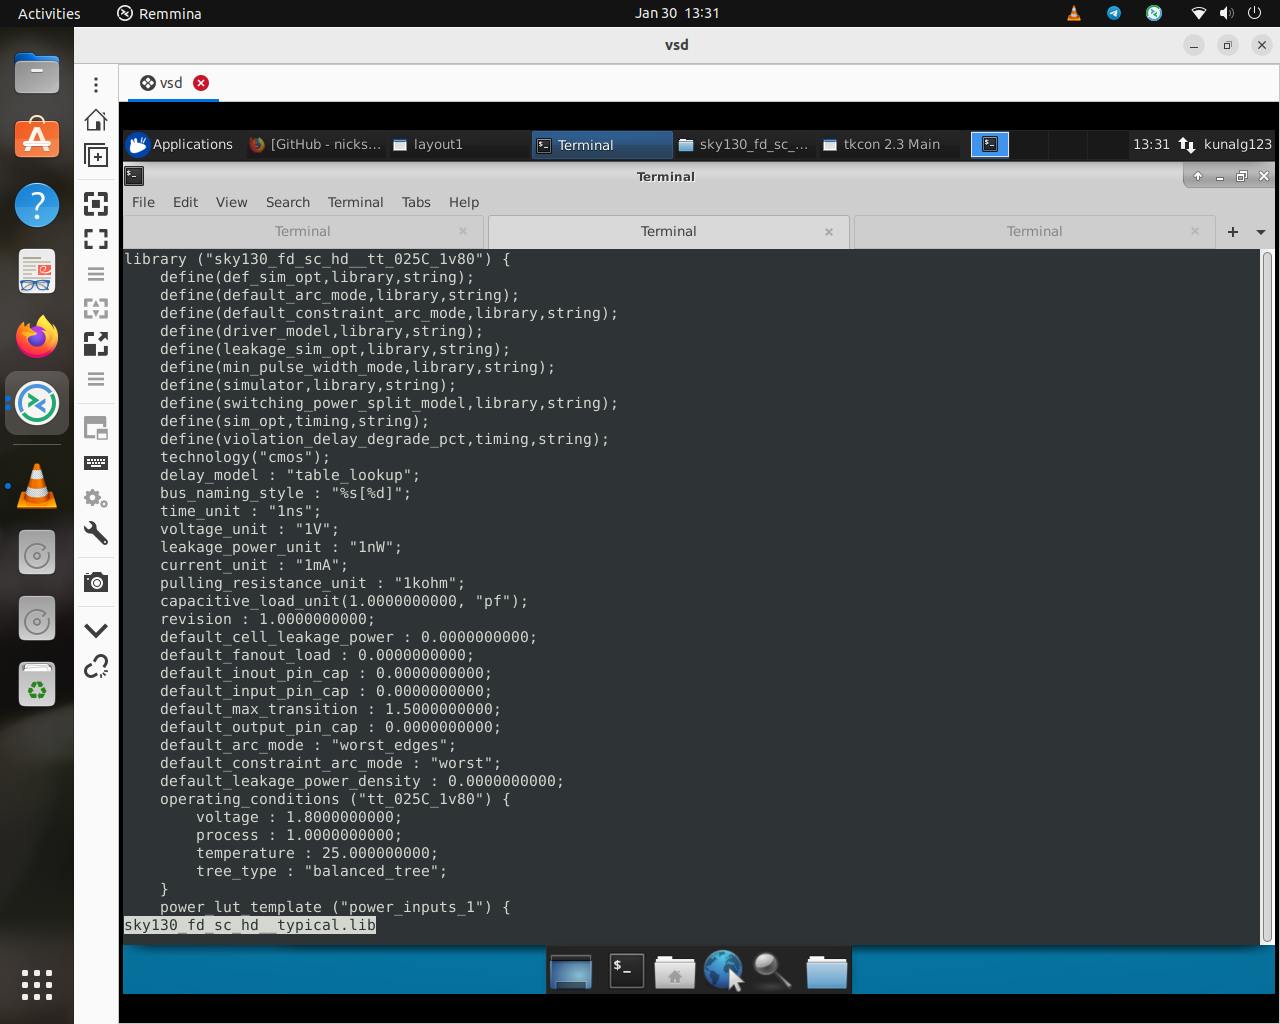 Activities
Remmina
Jan 30 13:31
vsd
vsd
Applications
[GitHub - nicks...
layout1
Terminal
sky130_fd_sc_...
tkcon 2.3 Main
13:31
kunalg123
Terminal
File Edit View Search Terminal Tabs Help
Terminal
Terminal
Terminal
library ("sky130_fd_sc_hd__tt_025C_1v80") {
define(def_sim_opt,library,string);
define(default_arc_mode,library,string);
define(default_constraint_arc_mode,library,string);
define(driver_model,library,string);
define(leakage_sim_opt,library,string);
define(min_pulse_width_mode,library,string);
define(simulator,library,string);
define(switching_power_split_model,library,string);
define(sim_opt,timing,string);
define(violation_delay_degrade_pct,timing,string);
technology("cmos");
delay_model : "table_lookup";
bus_naming_style : "%s[%d]";
time_unit : "1ns";
voltage_unit : "1V";
leakage_power_unit : "1nW";
current_unit : "1mA";
pulling_resistance_unit : "1kohm";
capacitive_load_unit(1.0000000000, "pf");
revision : 1.0000000000;
default_cell_leakage_power : 0.0000000000;
default_fanout_load : 0.0000000000;
default_inout_pin_cap : 0.0000000000;
default_input_pin_cap : 0.0000000000;
default_max_transition : 1.5000000000;
default_output_pin_cap : 0.0000000000;
default_arc_mode : "worst_edges";
default_constraint_arc_mode : "worst";
default_leakage_power_density : 0.0000000000;
operating_conditions ("tt_025C_1v80") {
voltage : 1.8000000000;
process : 1.0000000000;
temperature : 25.000000000;
tree_type : "balanced_tree";
}
power_lut_template ("power_inputs_1") {
sky130_fd_sc_hd__typical.lib